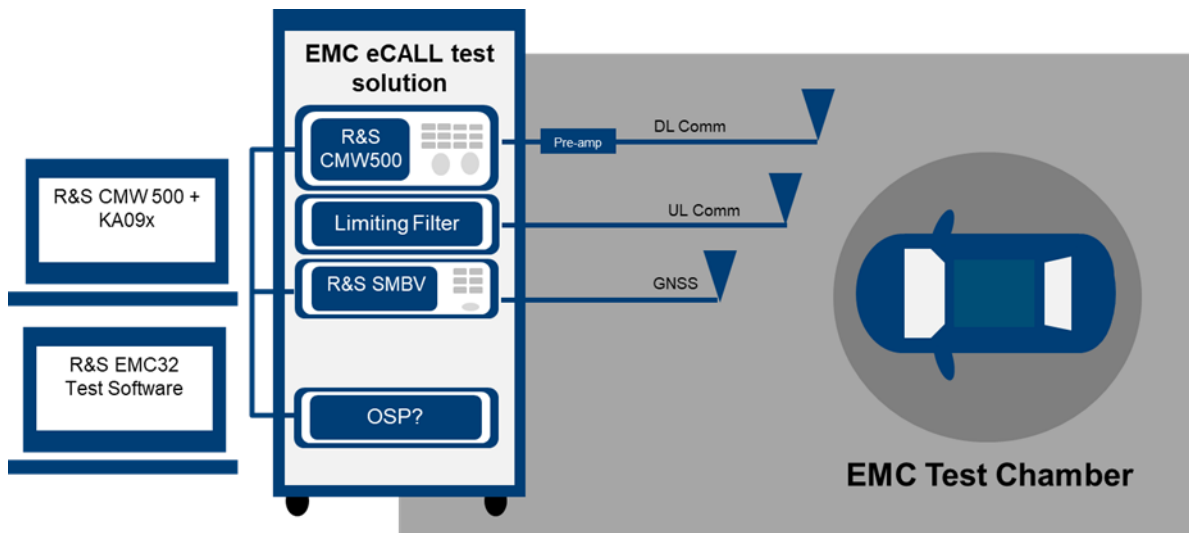 EMC eCALL test
solution
R&S
CMW500
Pre-amp
DL Comm
R&S CMW 500 +
KA09x
Limiting Filter
UL Comm
R&S SMBV
GNSS
R&S EMC32
Test Software
OSP?
EMC Test Chamber